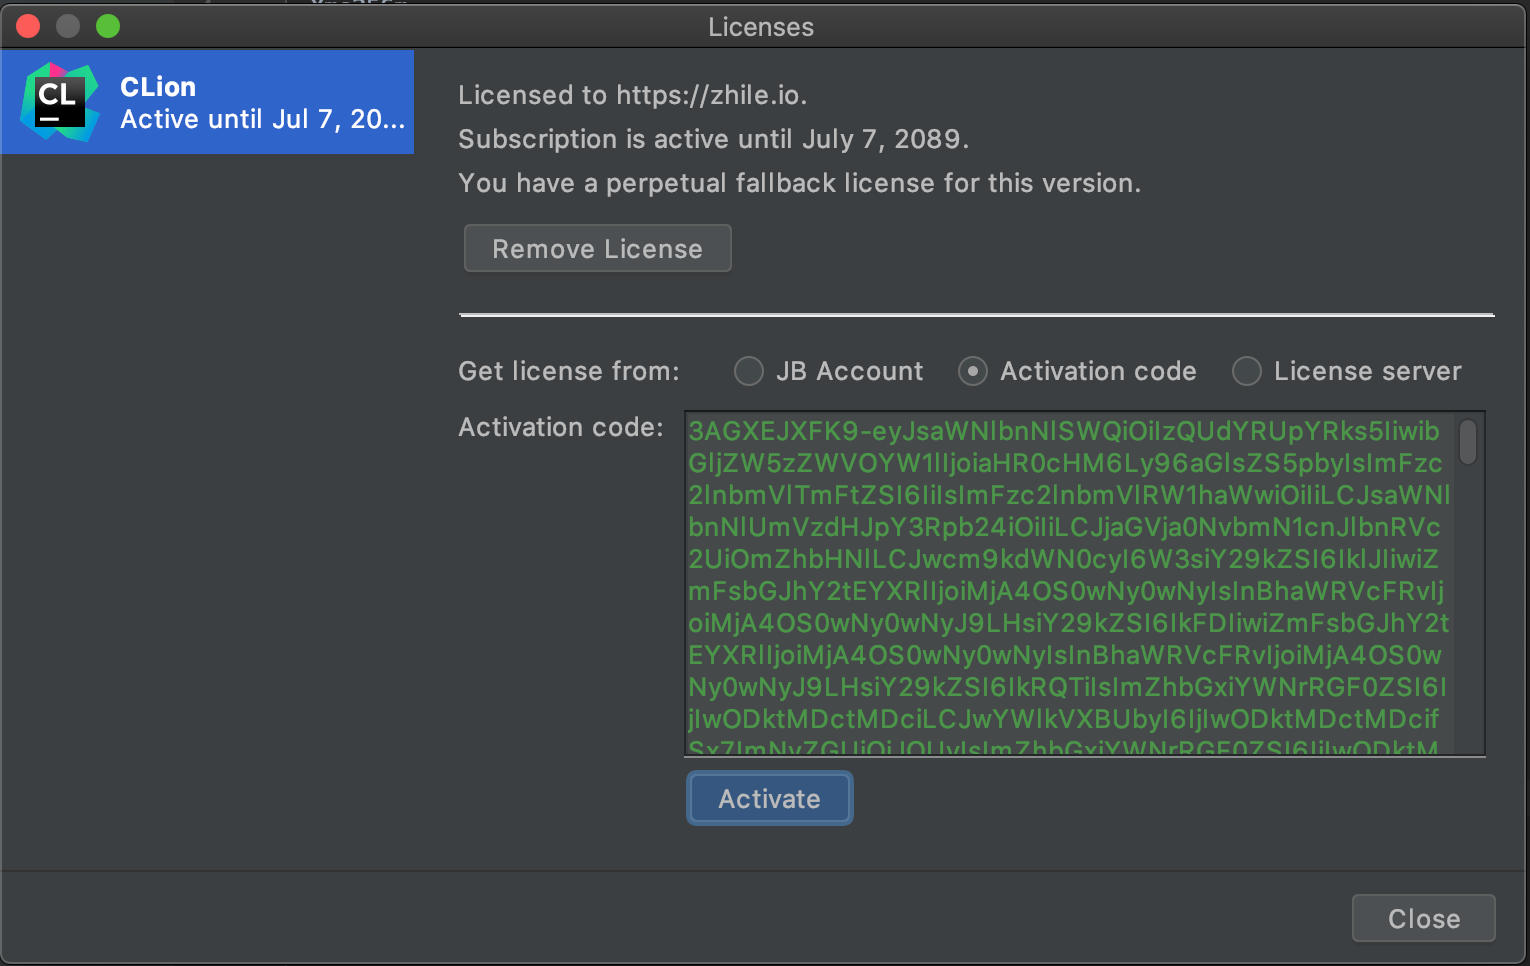 Licenses
CLion
Active until Jul 7, 20...
Licensed to https://zhile.io.
Subscription is active until July 7, 2089.
You have a perpetual fallback license for this version.
Remove License
Get license from: JB Account Activation code License server
Activation code:
3AGXEJXFK9-eyJsaWNlbnNlSWQiOiIzQUdYRUpYRks5Iiwib
GljZW5zZWVOYW1lIjoiaHR0cHM6Ly96aGlsZS5pbyIsImFzc
2lnbmVlTmFtZSI6IiIsImFzc2lnbmVlRW1haWwiOiIiLCJsaWNl
bnNlUmVzdHJpY3Rpb24iOiIiLCJjaGVja0NvbmN1cnJlbnRVc
2UiOmZhbHNlLCJwcm9kdWN0cyI6W3siY29kZSI6IklJIiwiZ
mFsbGJhY2tEYXRlIjoiMjA4OS0wNy0wNyIsInBhaWRVcFRvIj
oiMjA4OS0wNy0wNyJ9LHsiY29kZSI6IkFDIiwiZmFsbGJhY2t
EYXRlIjoiMjA4OS0wNy0wNyIsInBhaWRVcFRvIjoiMjA4OS0w
Ny0wNyJ9LHsiY29kZSI6IkRQTiIsImZhbGxiYWNrRGF0ZSI6I
jIwODktMDctMDciLCJwYWlkVXBUbyI6IjIwODktMDctMDcif
Activate
Close